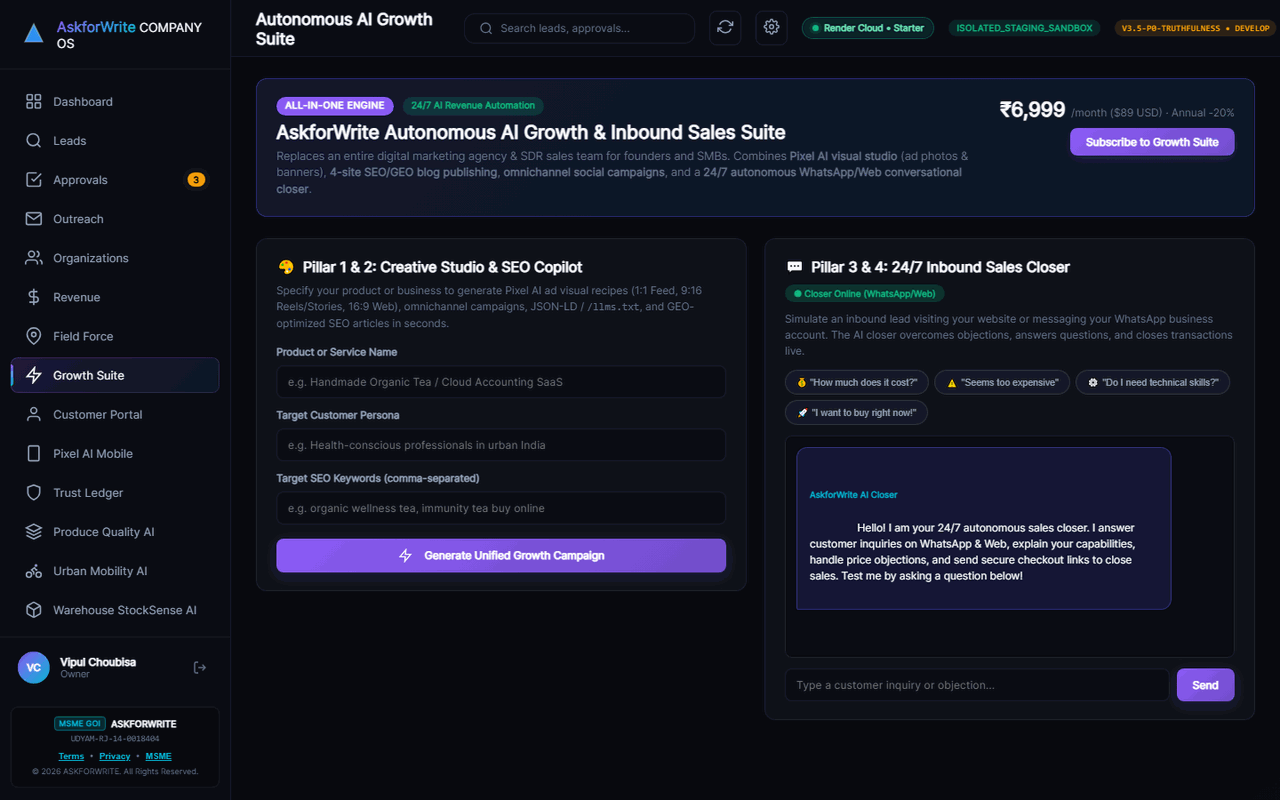 AskforWrite COMPANY
OS
Dashboard
Leads
Approvals
3
Outreach
Organizations
Revenue
Field Force
Growth Suite
Customer Portal
Pixel AI Mobile
Trust Ledger
Produce Quality AI
Urban Mobility AI
Warehouse StockSense AI
VC
Vipul Choubisa
Owner
MSME GOI ASKFORWRITE
UDYAM-RJ-14-0018404
Terms • Privacy • MSME
© 2026 ASKFORWRITE. All Rights Reserved.
Autonomous AI Growth
Suite
Search leads, approvals...
Render Cloud • Starter
ISOLATED_STAGING_SANDBOX
V3.5-P0-TRUTHFULNESS • DEVELOP
ALL-IN-ONE ENGINE
24/7 AI Revenue Automation
AskforWrite Autonomous AI Growth & Inbound Sales Suite
Replaces an entire digital marketing agency & SDR sales team for founders and SMBs. Combines Pixel AI visual studio (ad photos &
banners), 4-site SEO/GEO blog publishing, omnichannel social campaigns, and a 24/7 autonomous WhatsApp/Web conversational
closer.
₹6,999 /month ($89 USD) · Annual -20%
Subscribe to Growth Suite
Pillar 1 & 2: Creative Studio & SEO Copilot
Specify your product or business to generate Pixel AI ad visual recipes (1:1 Feed, 9:16
Reels/Stories, 16:9 Web), omnichannel campaigns, JSON-LD / /llms.txt, and GEO-
optimized SEO articles in seconds.
Product or Service Name
e.g. Handmade Organic Tea / Cloud Accounting SaaS
Target Customer Persona
e.g. Health-conscious professionals in urban India
Target SEO Keywords (comma-separated)
e.g. organic wellness tea, immunity tea buy online
Generate Unified Growth Campaign
Pillar 3 & 4: 24/7 Inbound Sales Closer
Closer Online (WhatsApp/Web)
Simulate an inbound lead visiting your website or messaging your WhatsApp business
account. The AI closer overcomes objections, answers questions, and closes transactions
live.
"How much does it cost?"
"Seems too expensive"
"Do I need technical skills?"
"I want to buy right now!"
AskforWrite AI Closer
Hello! I am your 24/7 autonomous sales closer. I answer
customer inquiries on WhatsApp & Web, explain your capabilities,
handle price objections, and send secure checkout links to close
sales. Test me by asking a question below!
Type a customer inquiry or objection...
Send